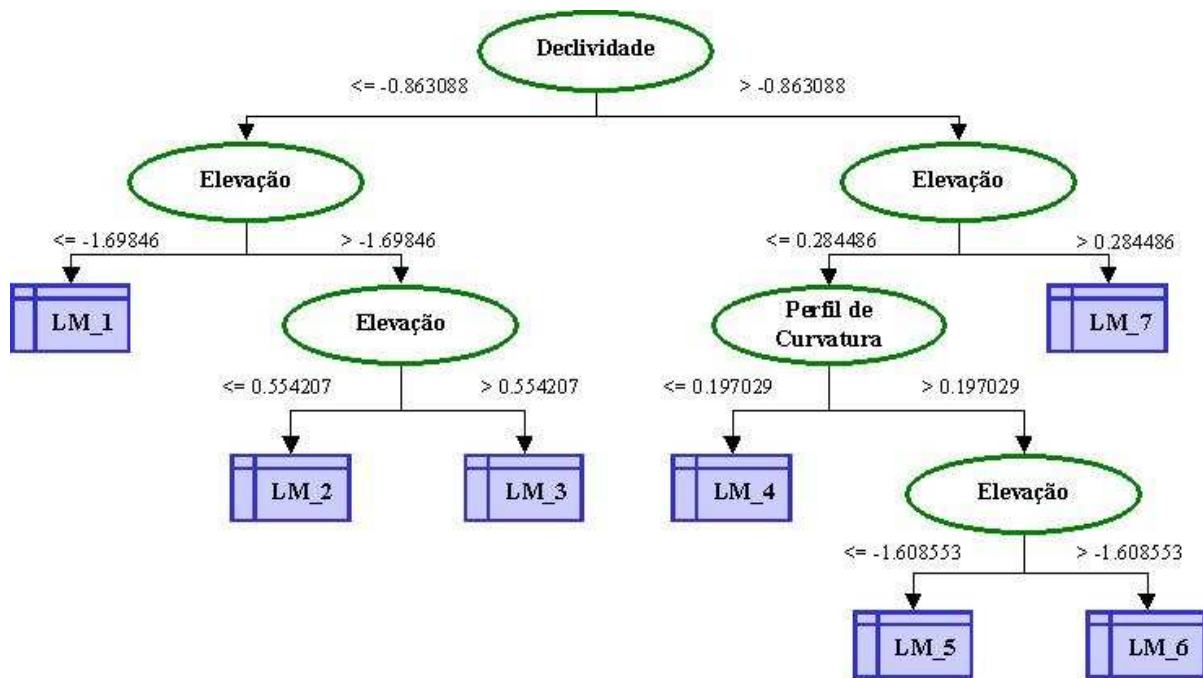 Declividade
<= -0.863088
> -0.863088
Elevação
Elevação
<= -1.69846
> -1.69846
<= 0.284486
> 0.284486
LM_1
Elevação
Perfil de
Curvatura
LM_7
<= 0.554207
> 0.554207
<= 0.197029
> 0.197029
LM_2
LM_3
LM_4
Elevação
<= -1.608553
> -1.608553
LM_5
LM_6